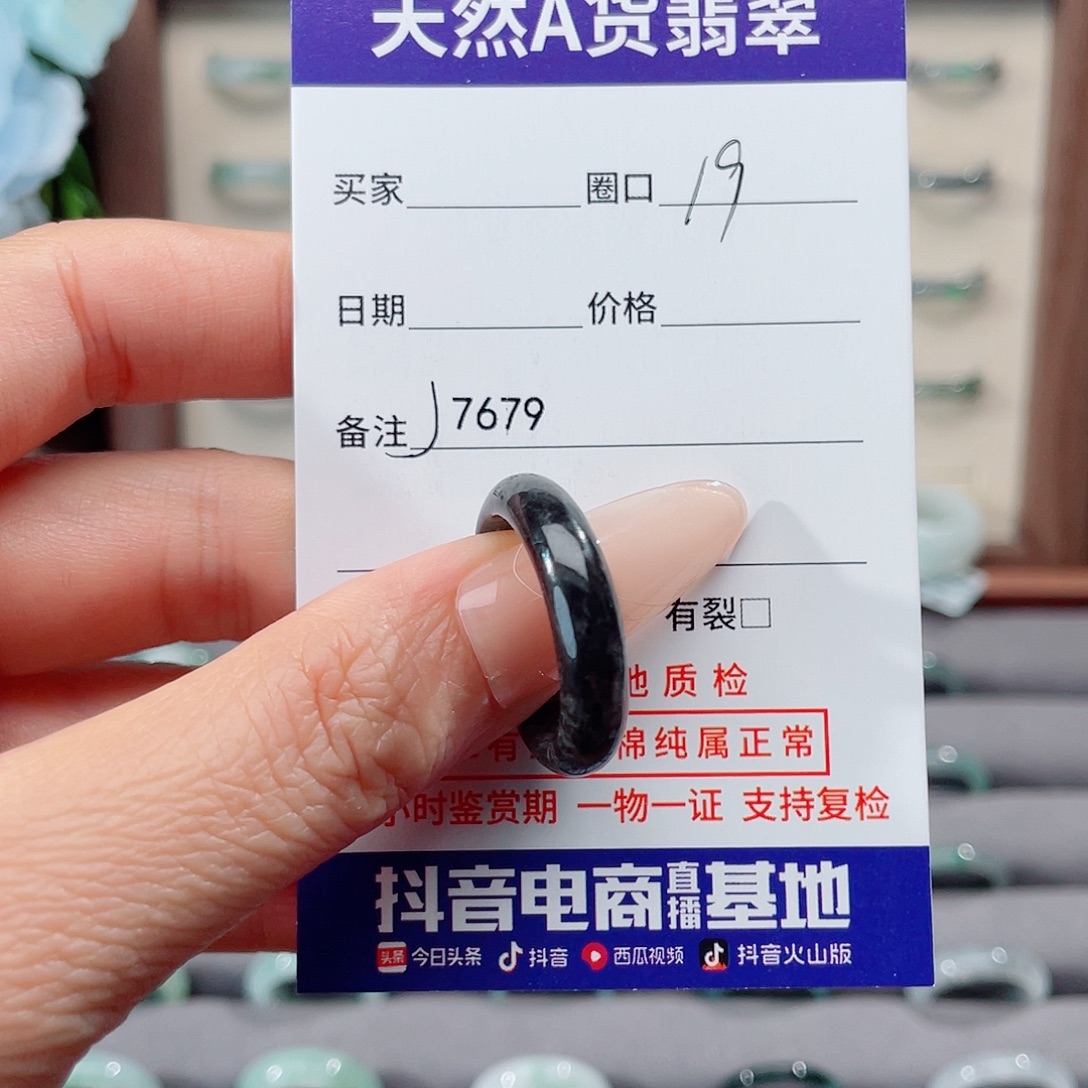 天然A货翡翠
买家 圈口 19
日期 价格
备注 J7679
有裂□
地质检
有 棉纯属正常
小时鉴赏期 一物一证 支持复检
抖音电商直播基地
头条 今日头条 抖音 西瓜视频 抖音火山版